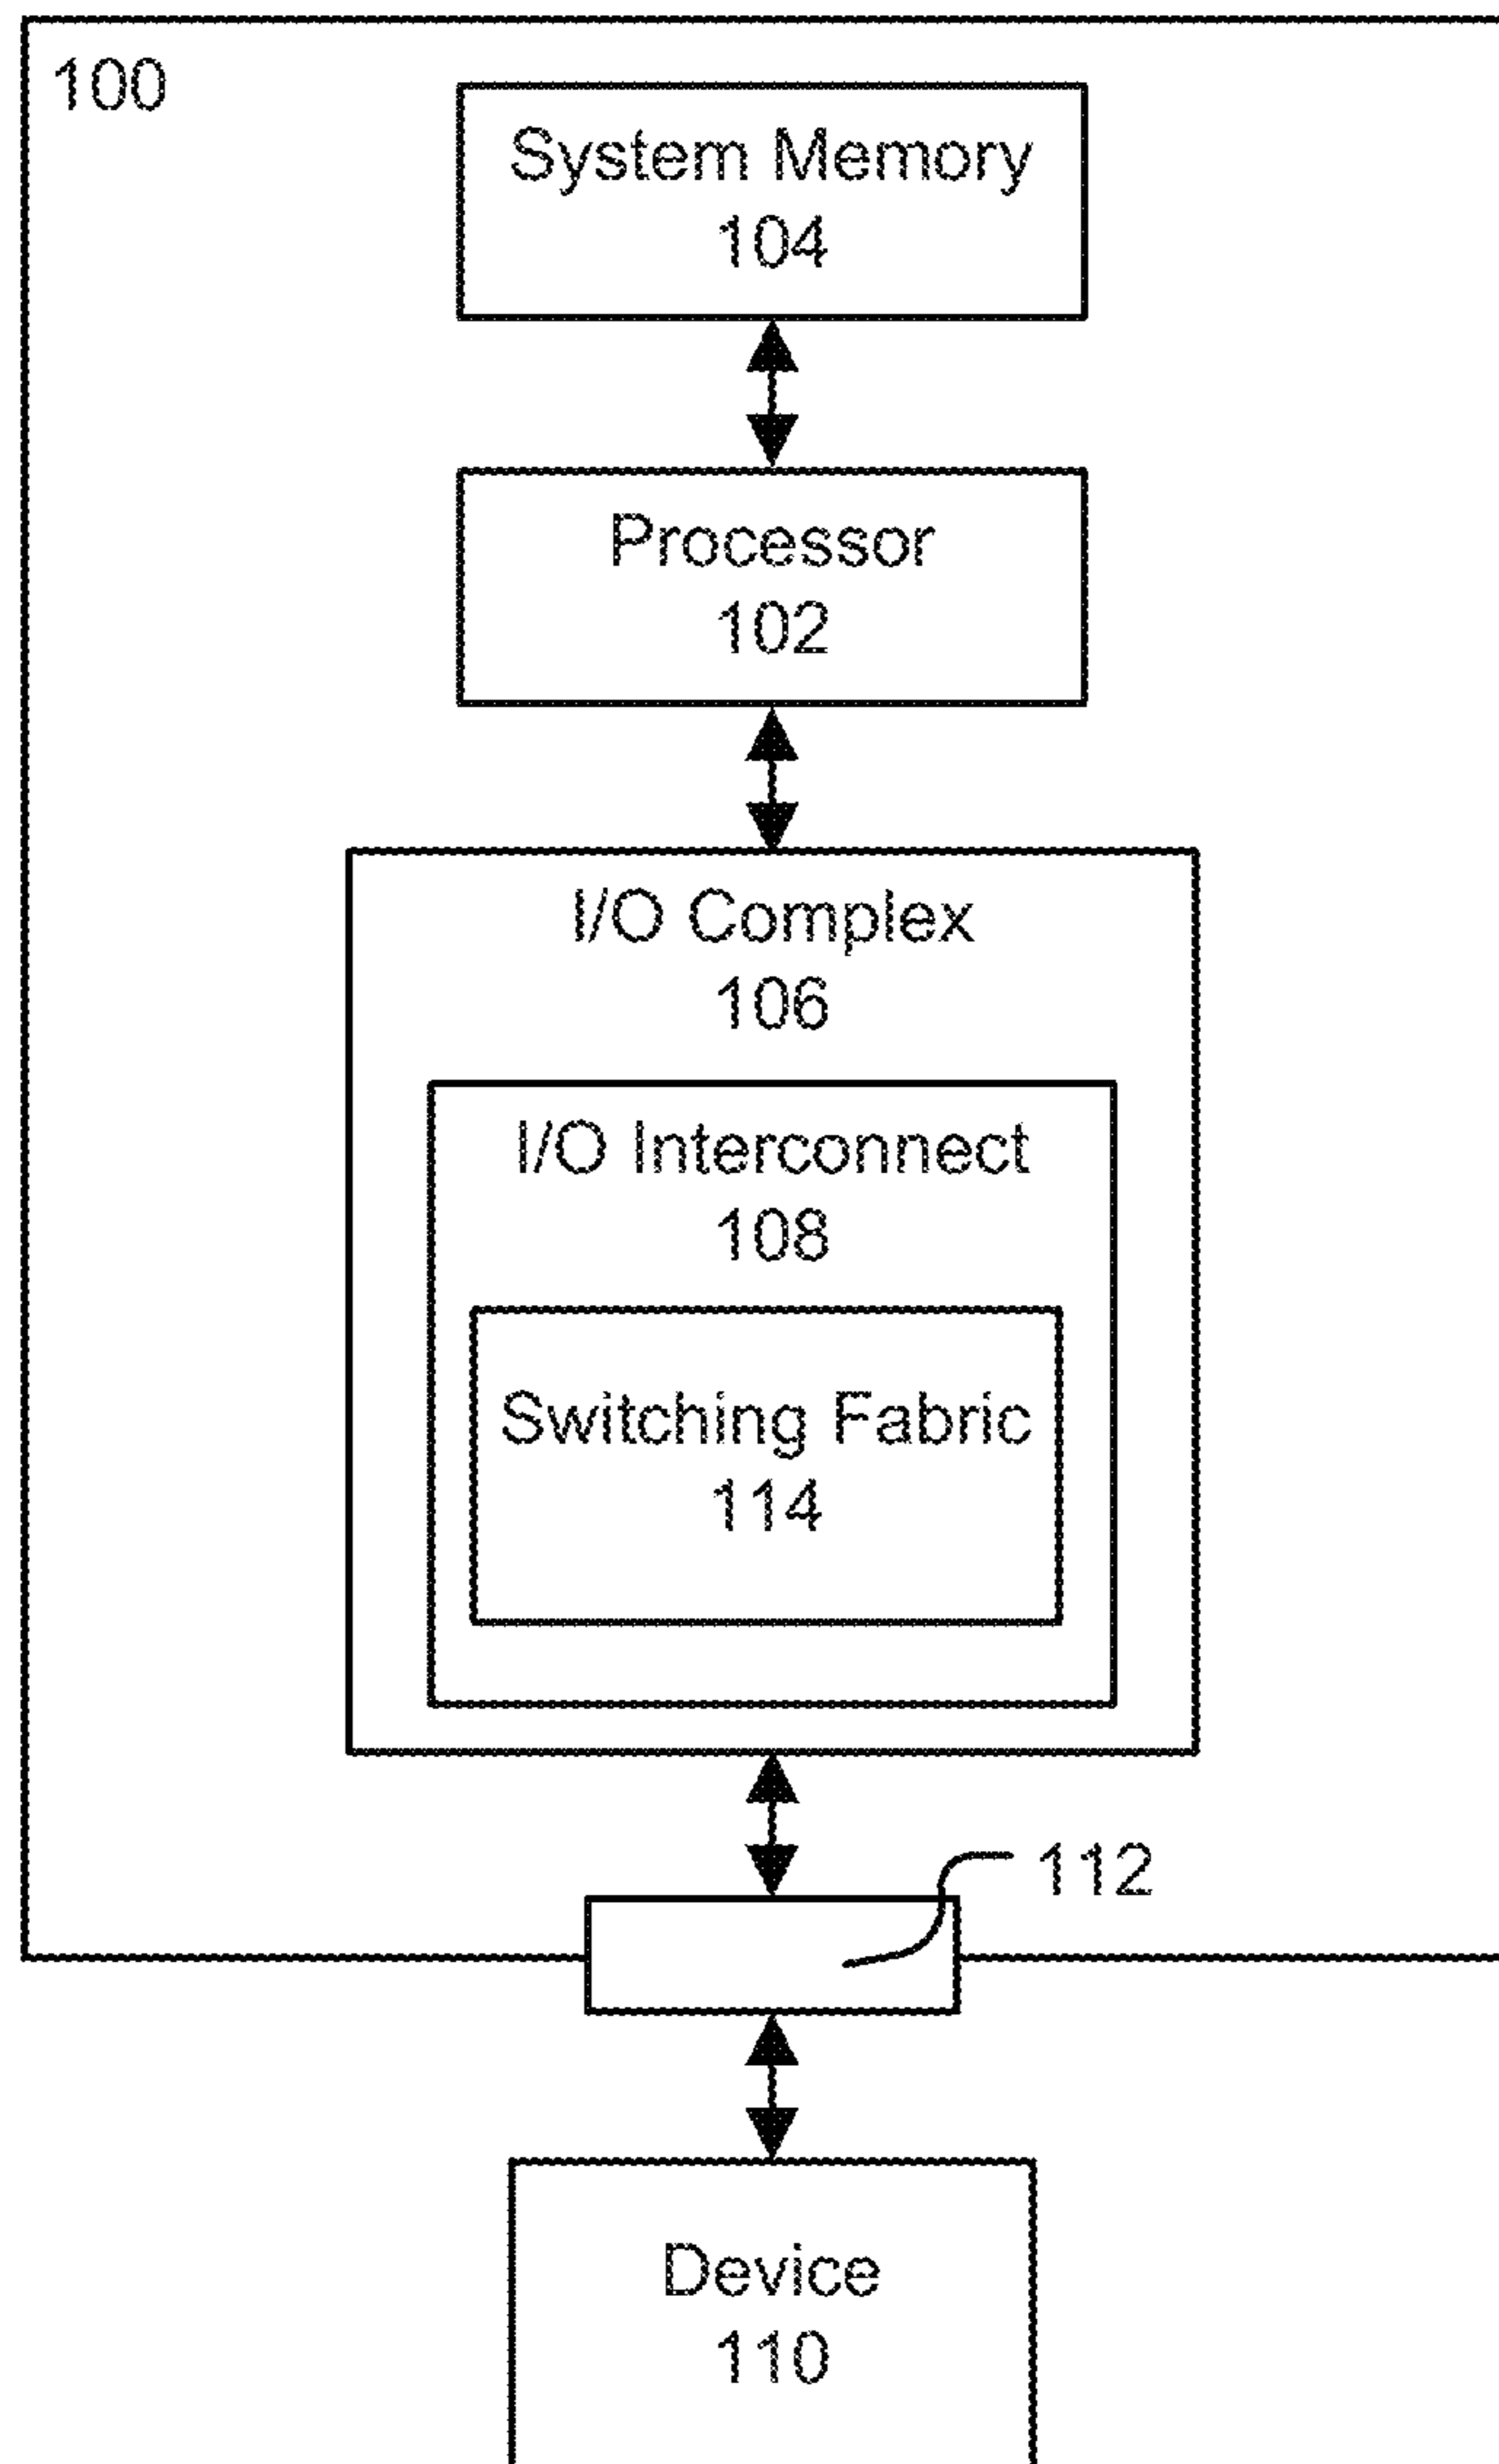 100
System Memory
104
Processor
102
I/O Complex
106
I/O Interconnect
108
Switching Fabric
114
112
Device
110